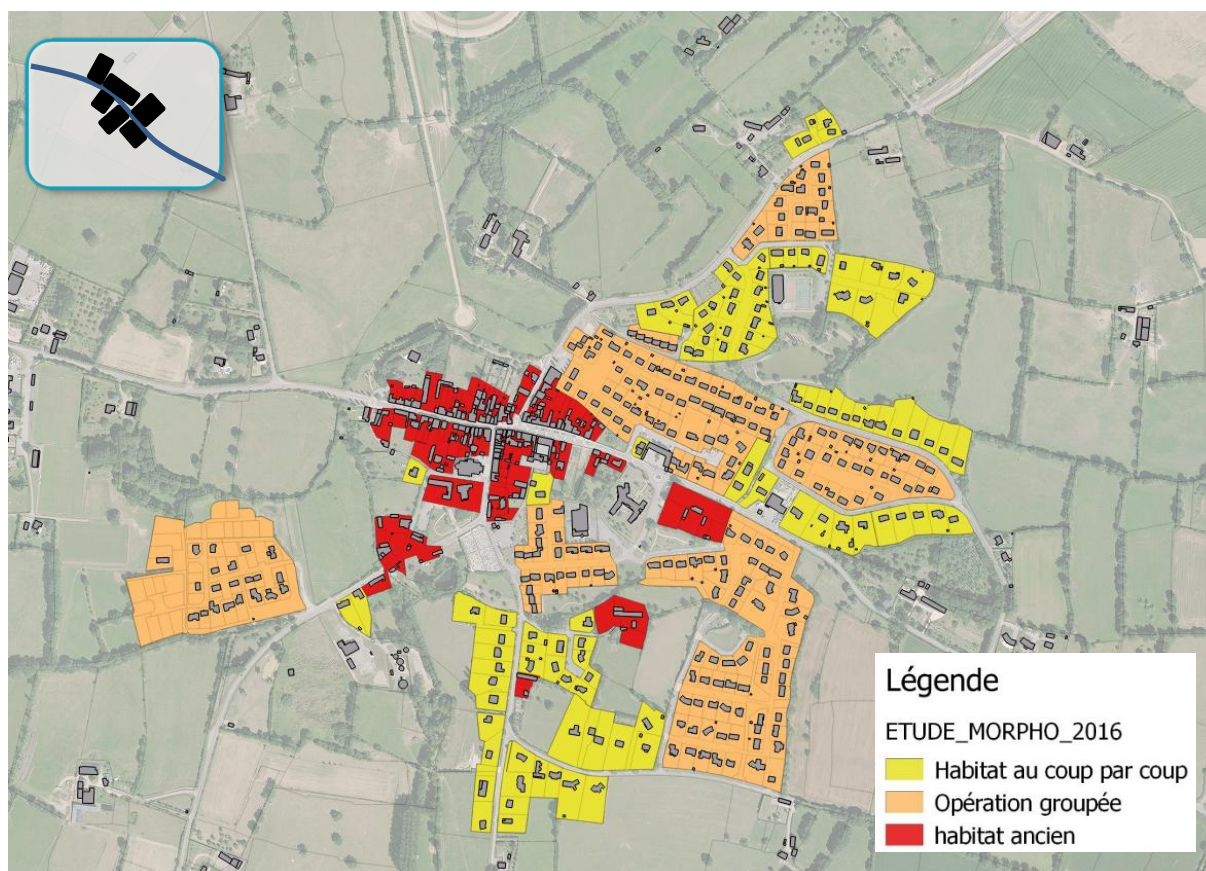 Légende
ETUDE_MORPHO_2016
Habitat au coup par coup
Opération groupée
habitat ancien